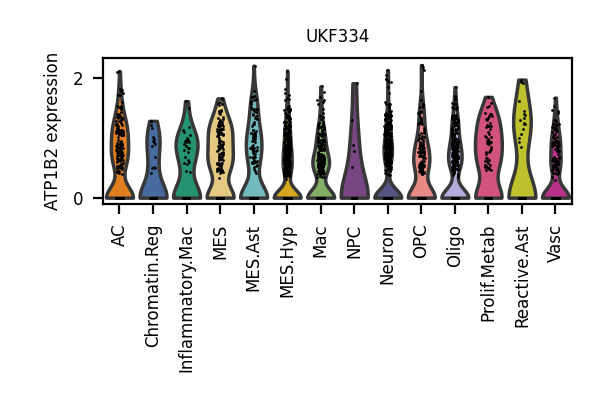 UKF334
ATP1B2 expression
2
0
AC
Chromatin.Reg
Inflammatory.Mac
MES
MES.Ast
MES.Hyp
Mac
NPC
Neuron
OPC
Oligo
Prolif.Metab
Reactive.Ast
Vasc